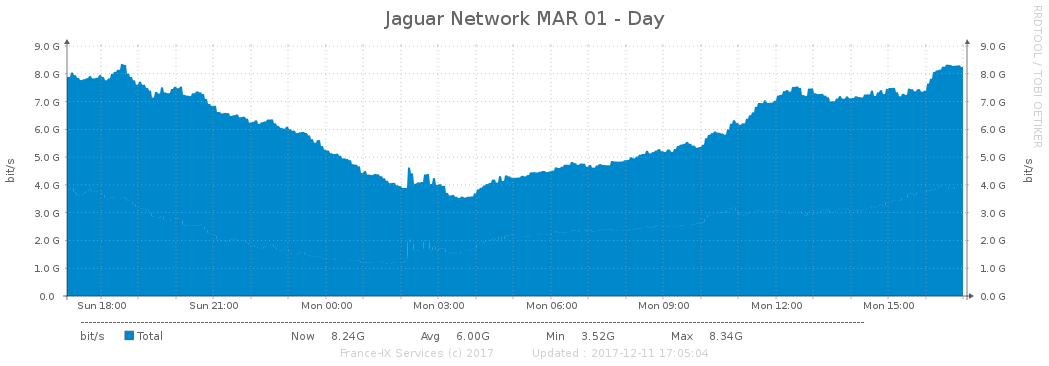 Jaguar Network MAR 01 - Day
RRDTOOL / TOBI OETIKER
9.0 G 9.0 G
8.0 G 8.0 G
7.0 G 7.0 G
6.0 G 6.0 G
5.0 G 5.0 G
4.0 G 4.0 G
3.0 G 3.0 G
2.0 G 2.0 G
1.0 G 1.0 G
0.0 0.0 G
bit/s
bit/s
Sun 18:00 Sun 21:00 Mon 00:00 Mon 03:00 Mon 06:00 Mon 09:00 Mon 12:00 Mon 15:00
bit/s Total Now 8.24G Avg 6.00G Min 3.52G Max 8.34G
France-IX Services (c) 2017 Updated : 2017-12-11 17:05:04